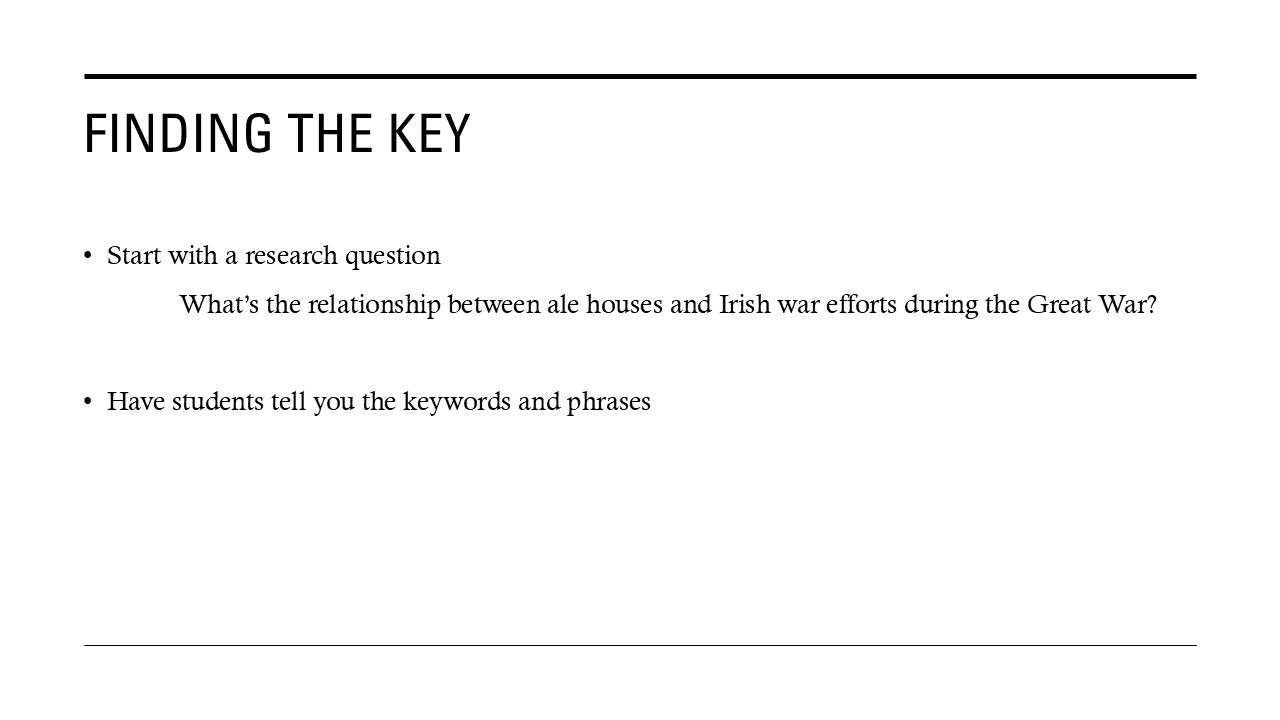 FINDING THE KEY
• Start with a research question
What’s the relationship between ale houses and Irish war efforts during the Great War?
• Have students tell you the keywords and phrases